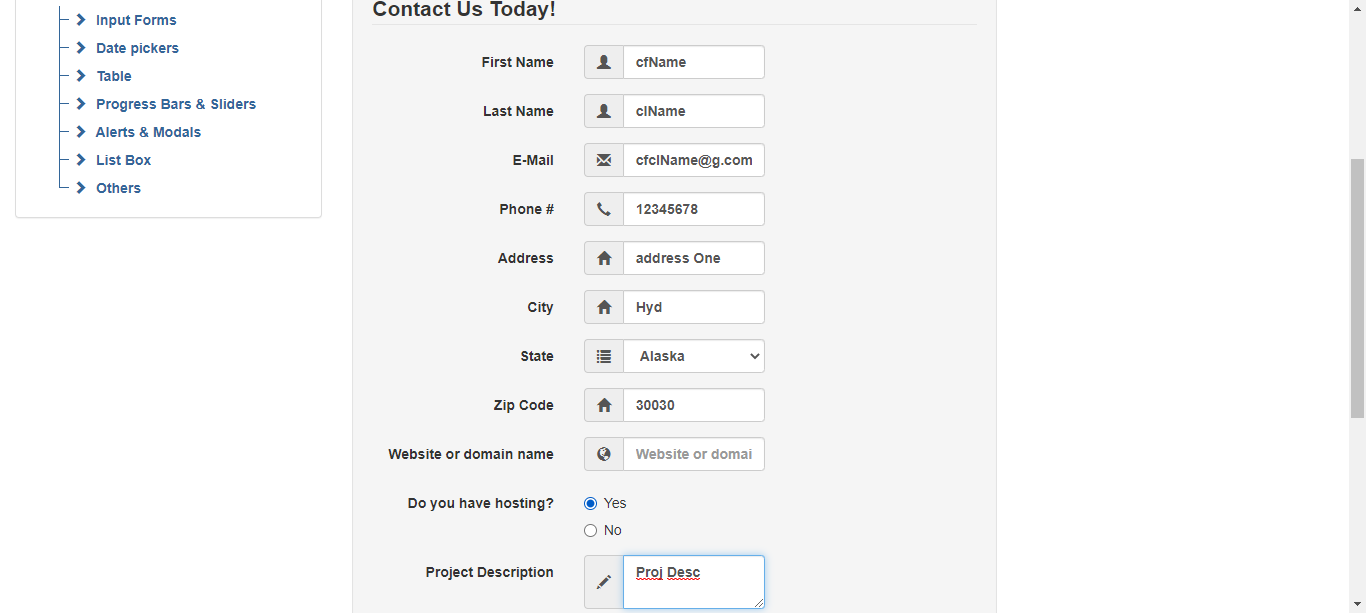 Input Forms
Date pickers
Table
Progress Bars & Sliders
Alerts & Modals
List Box
Others
Contact Us Today!
First Name cfName
Last Name clName
E-Mail cfclName@g.com
Phone # 12345678
Address address One
City Hyd
State Alaska
Zip Code 30030
Website or domain name Website or domai
Do you have hosting? Yes
No
Project Description Proj Desc